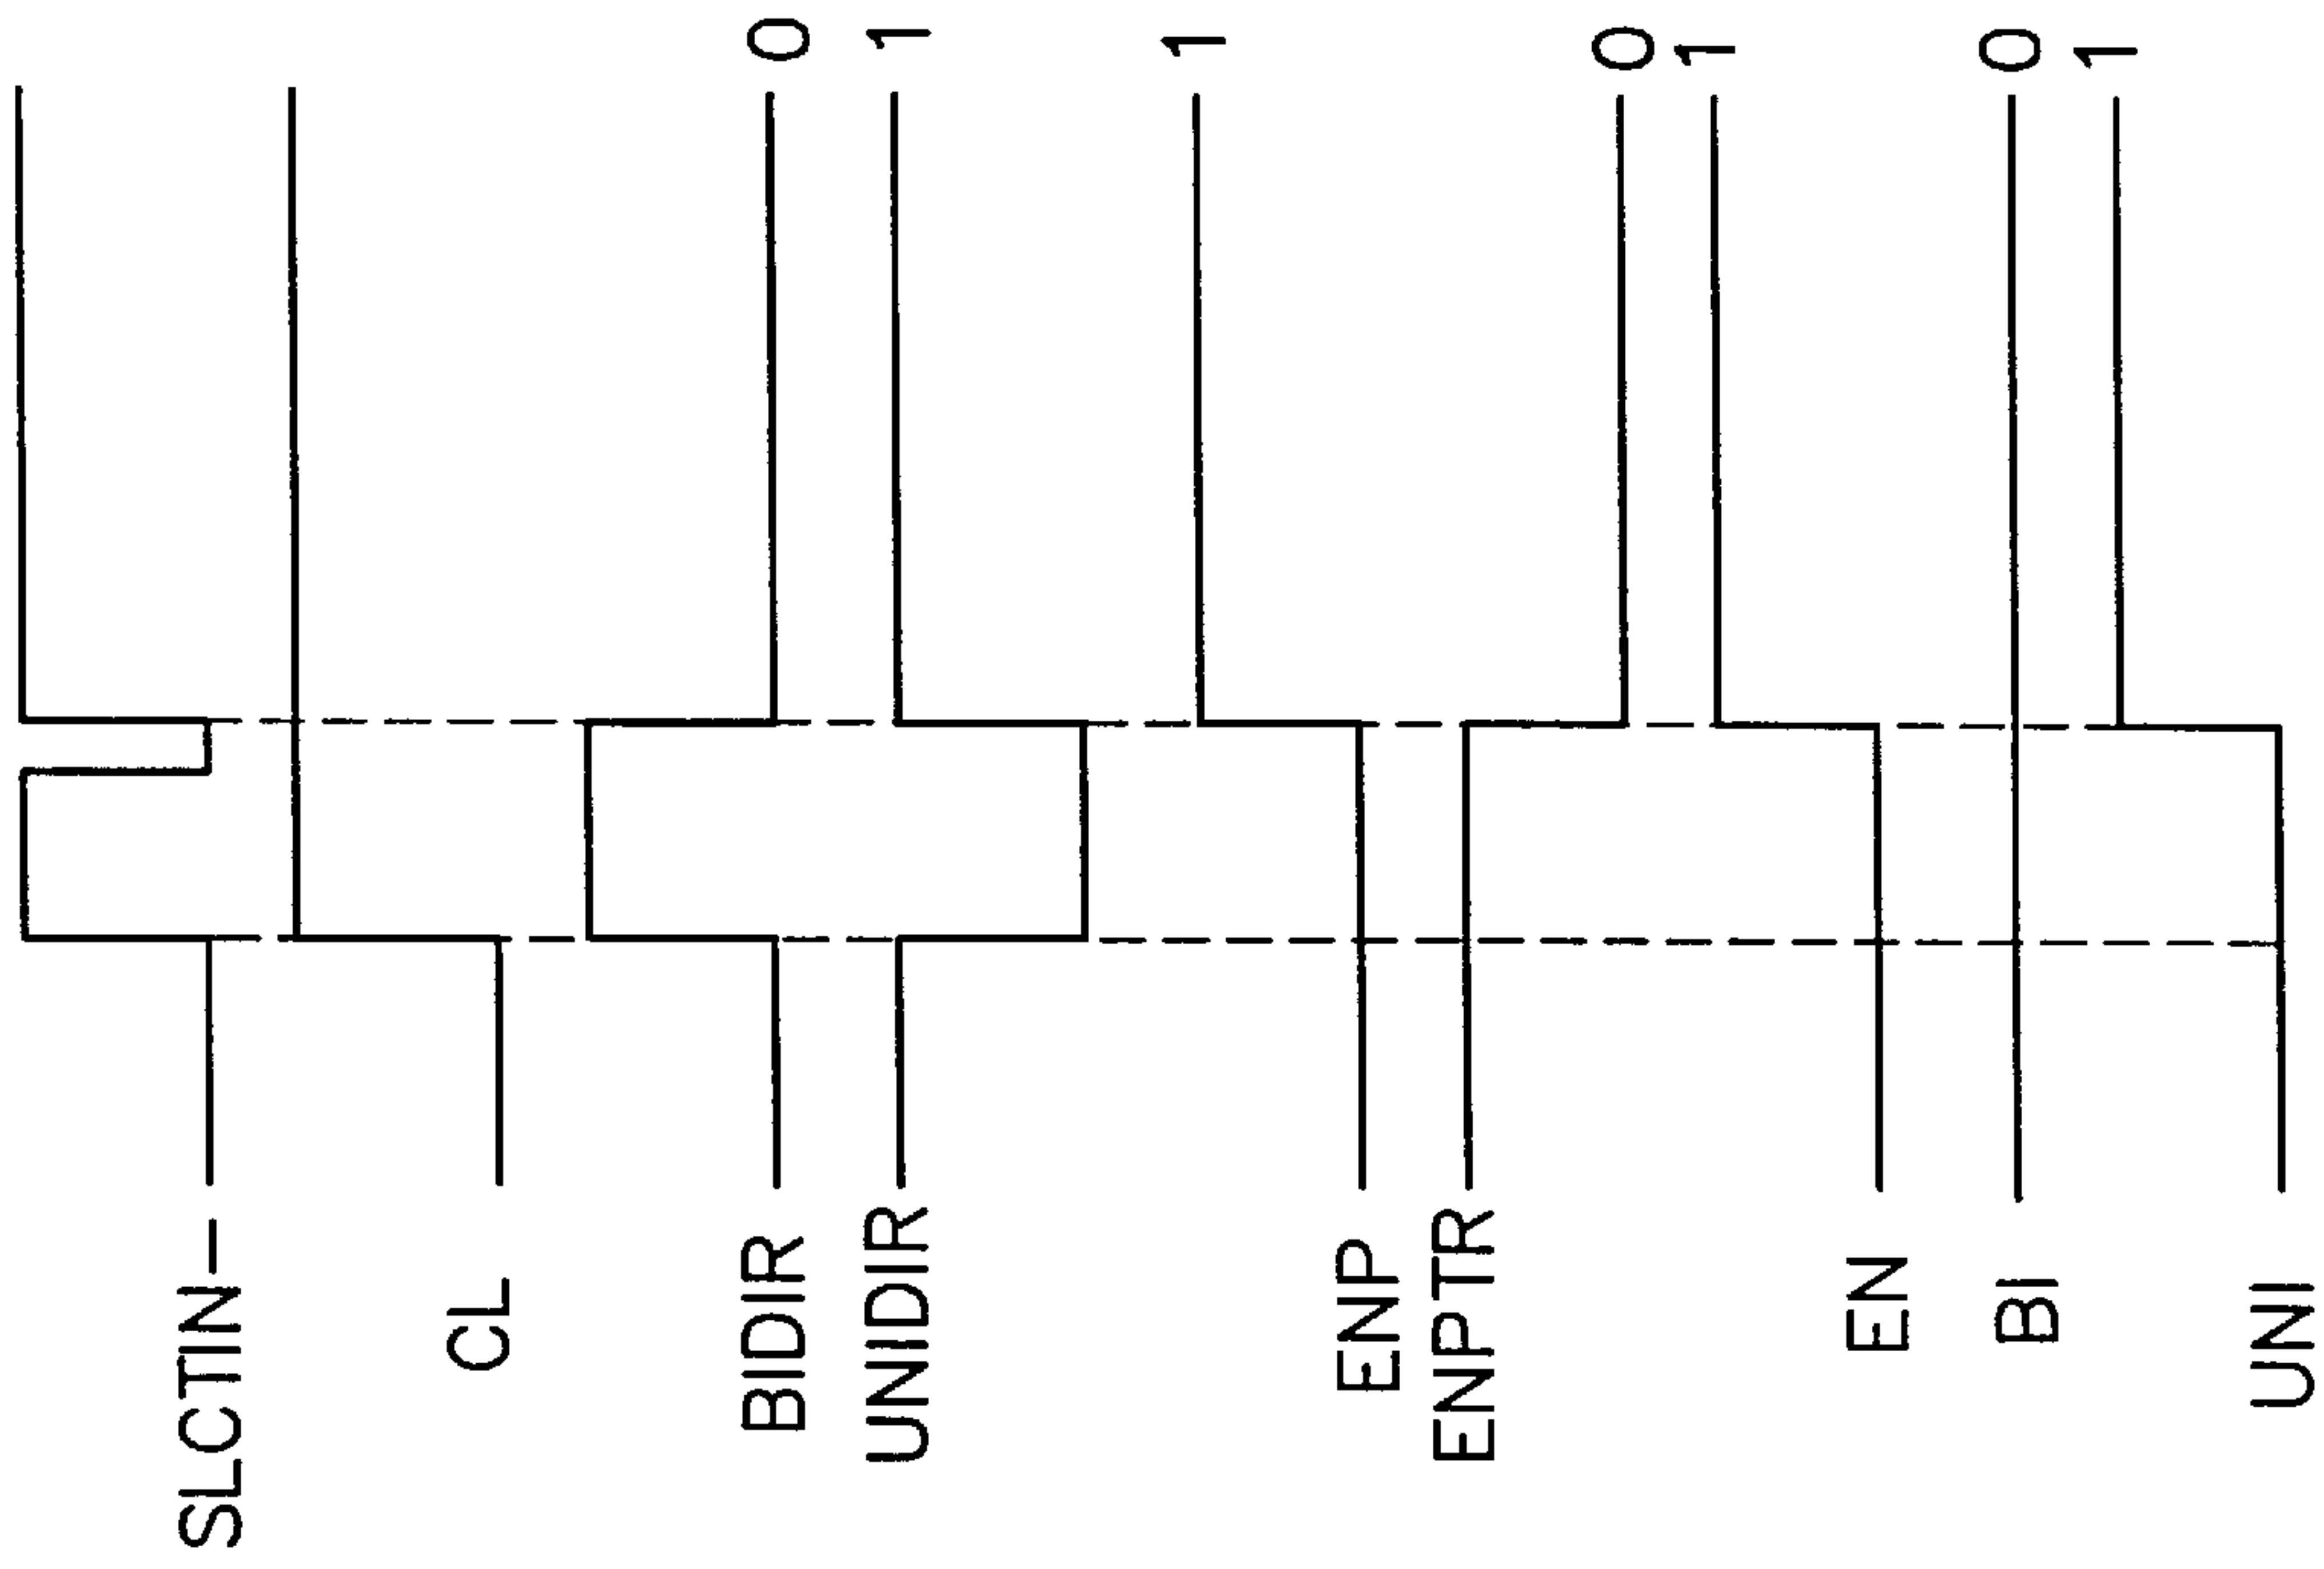 SLCTIN–
CL
BIDIR 0
UNIDIR 1
ENP 1
ENPTR 0
EN 1
BI 0
UNI 1